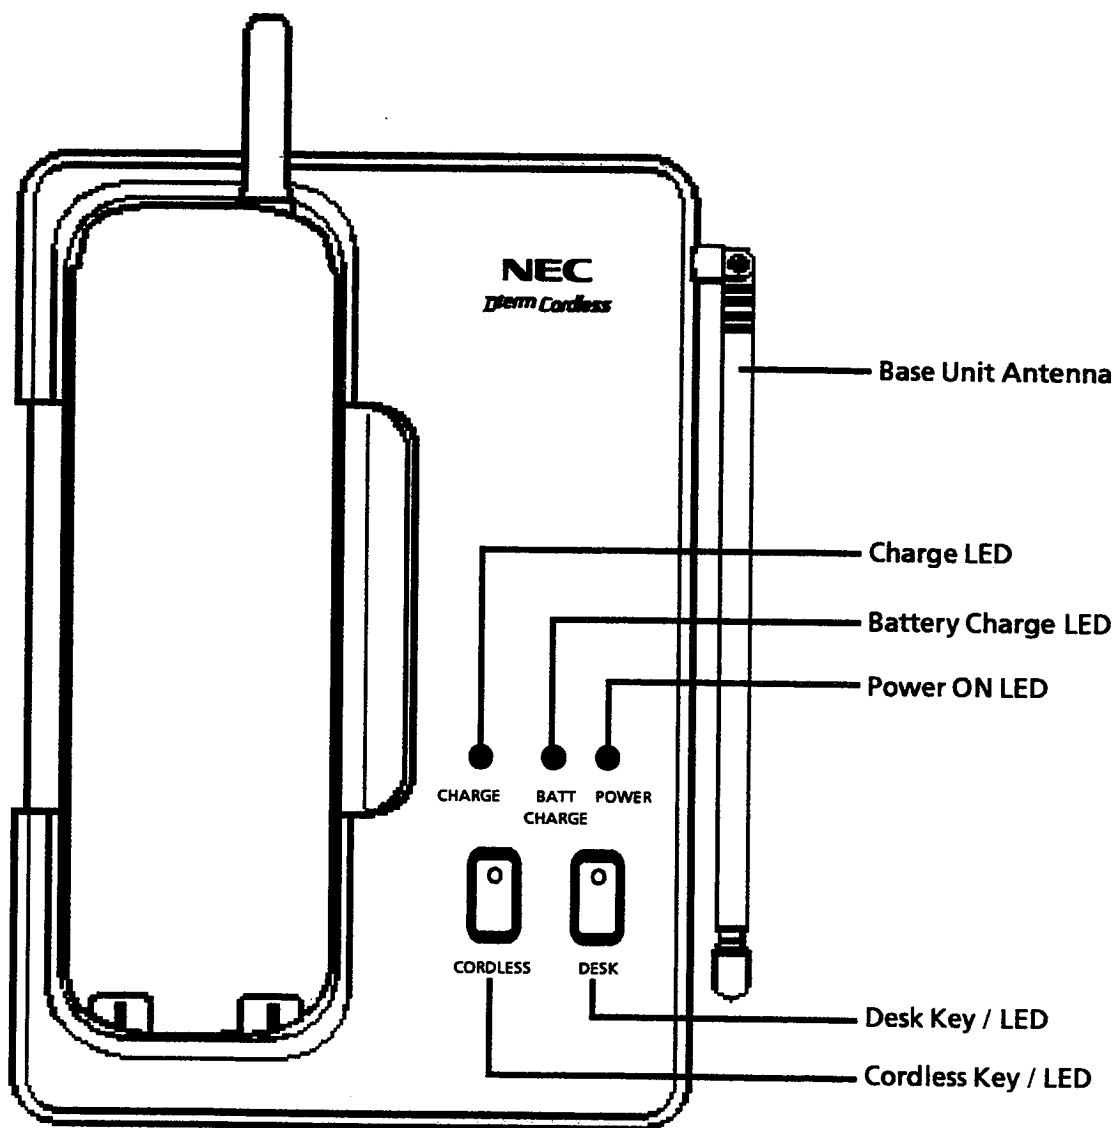 NEC
Dterm Cordless
Base Unit Antenna
Charge LED
Battery Charge LED
Power ON LED
CHARGE BATT POWER
CHARGE
CORDLESS DESK
Desk Key / LED
Cordless Key / LED